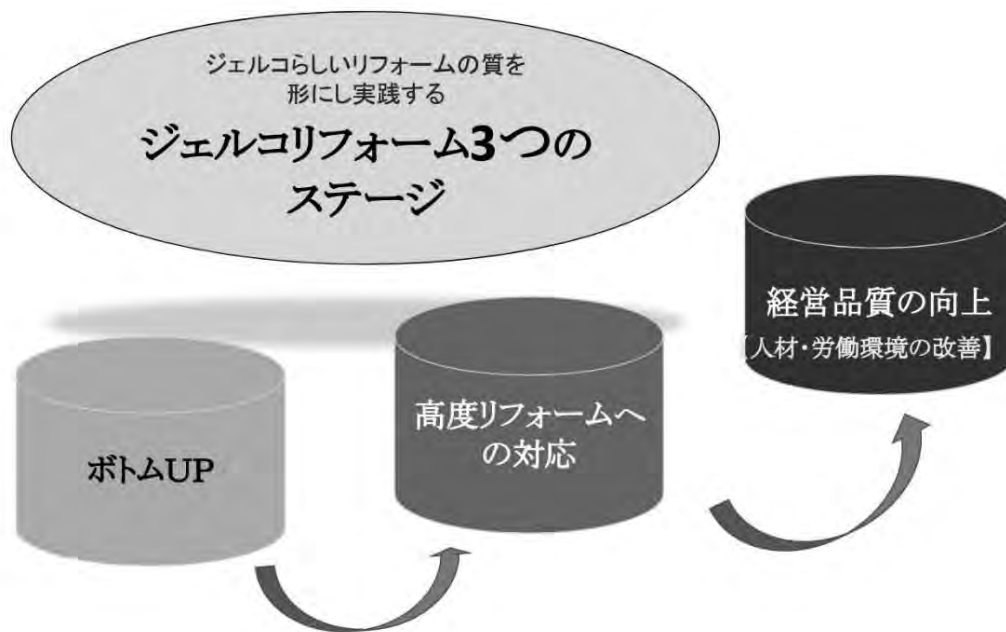 ジェルコらしいリフォームの質を
形にし実践する
ジェルコリフォーム3つの
ステージ
ボトムUP
高度リフォームへ
の対応
経営品質の向上
【人材・労働環境の改善】